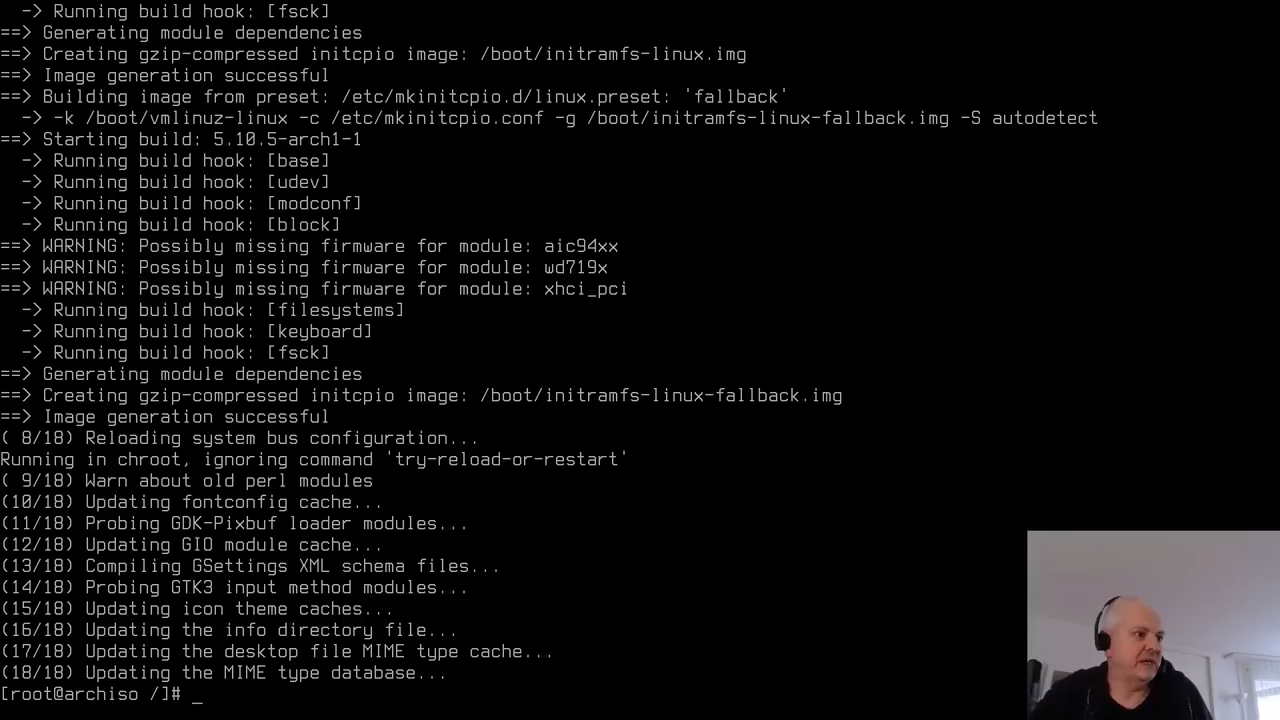 -> Running build hook: [fsck]
==> Generating module dependencies
==> Creating gzip-compressed initcpio image: /boot/initramfs-linux.img
==> Image generation successful
==> Building image from preset: /etc/mkinitcpio.d/linux.preset: 'fallback'
  -> -k /boot/vmlinuz-linux -c /etc/mkinitcpio.conf -g /boot/initramfs-linux-fallback.img -S autodetect
==> Starting build: 5.10.5-arch1-1
  -> Running build hook: [base]
  -> Running build hook: [udev]
  -> Running build hook: [modconf]
  -> Running build hook: [block]
==> WARNING: Possibly missing firmware for module: aic94xx
==> WARNING: Possibly missing firmware for module: wd719x
==> WARNING: Possibly missing firmware for module: xhci_pci
  -> Running build hook: [filesystems]
  -> Running build hook: [keyboard]
  -> Running build hook: [fsck]
==> Generating module dependencies
==> Creating gzip-compressed initcpio image: /boot/initramfs-linux-fallback.img
==> Image generation successful
( 8/18) Reloading system bus configuration...
Running in chroot, ignoring command 'try-reload-or-restart'
( 9/18) Warn about old perl modules
(10/18) Updating fontconfig cache...
(11/18) Probing GDK-Pixbuf loader modules...
(12/18) Updating GIO module cache...
(13/18) Compiling GSettings XML schema files...
(14/18) Probing GTK3 input method modules...
(15/18) Updating icon theme caches...
(16/18) Updating the info directory file...
(17/18) Updating the desktop file MIME type cache...
(18/18) Updating the MIME type database...
[root@archiso /]# _